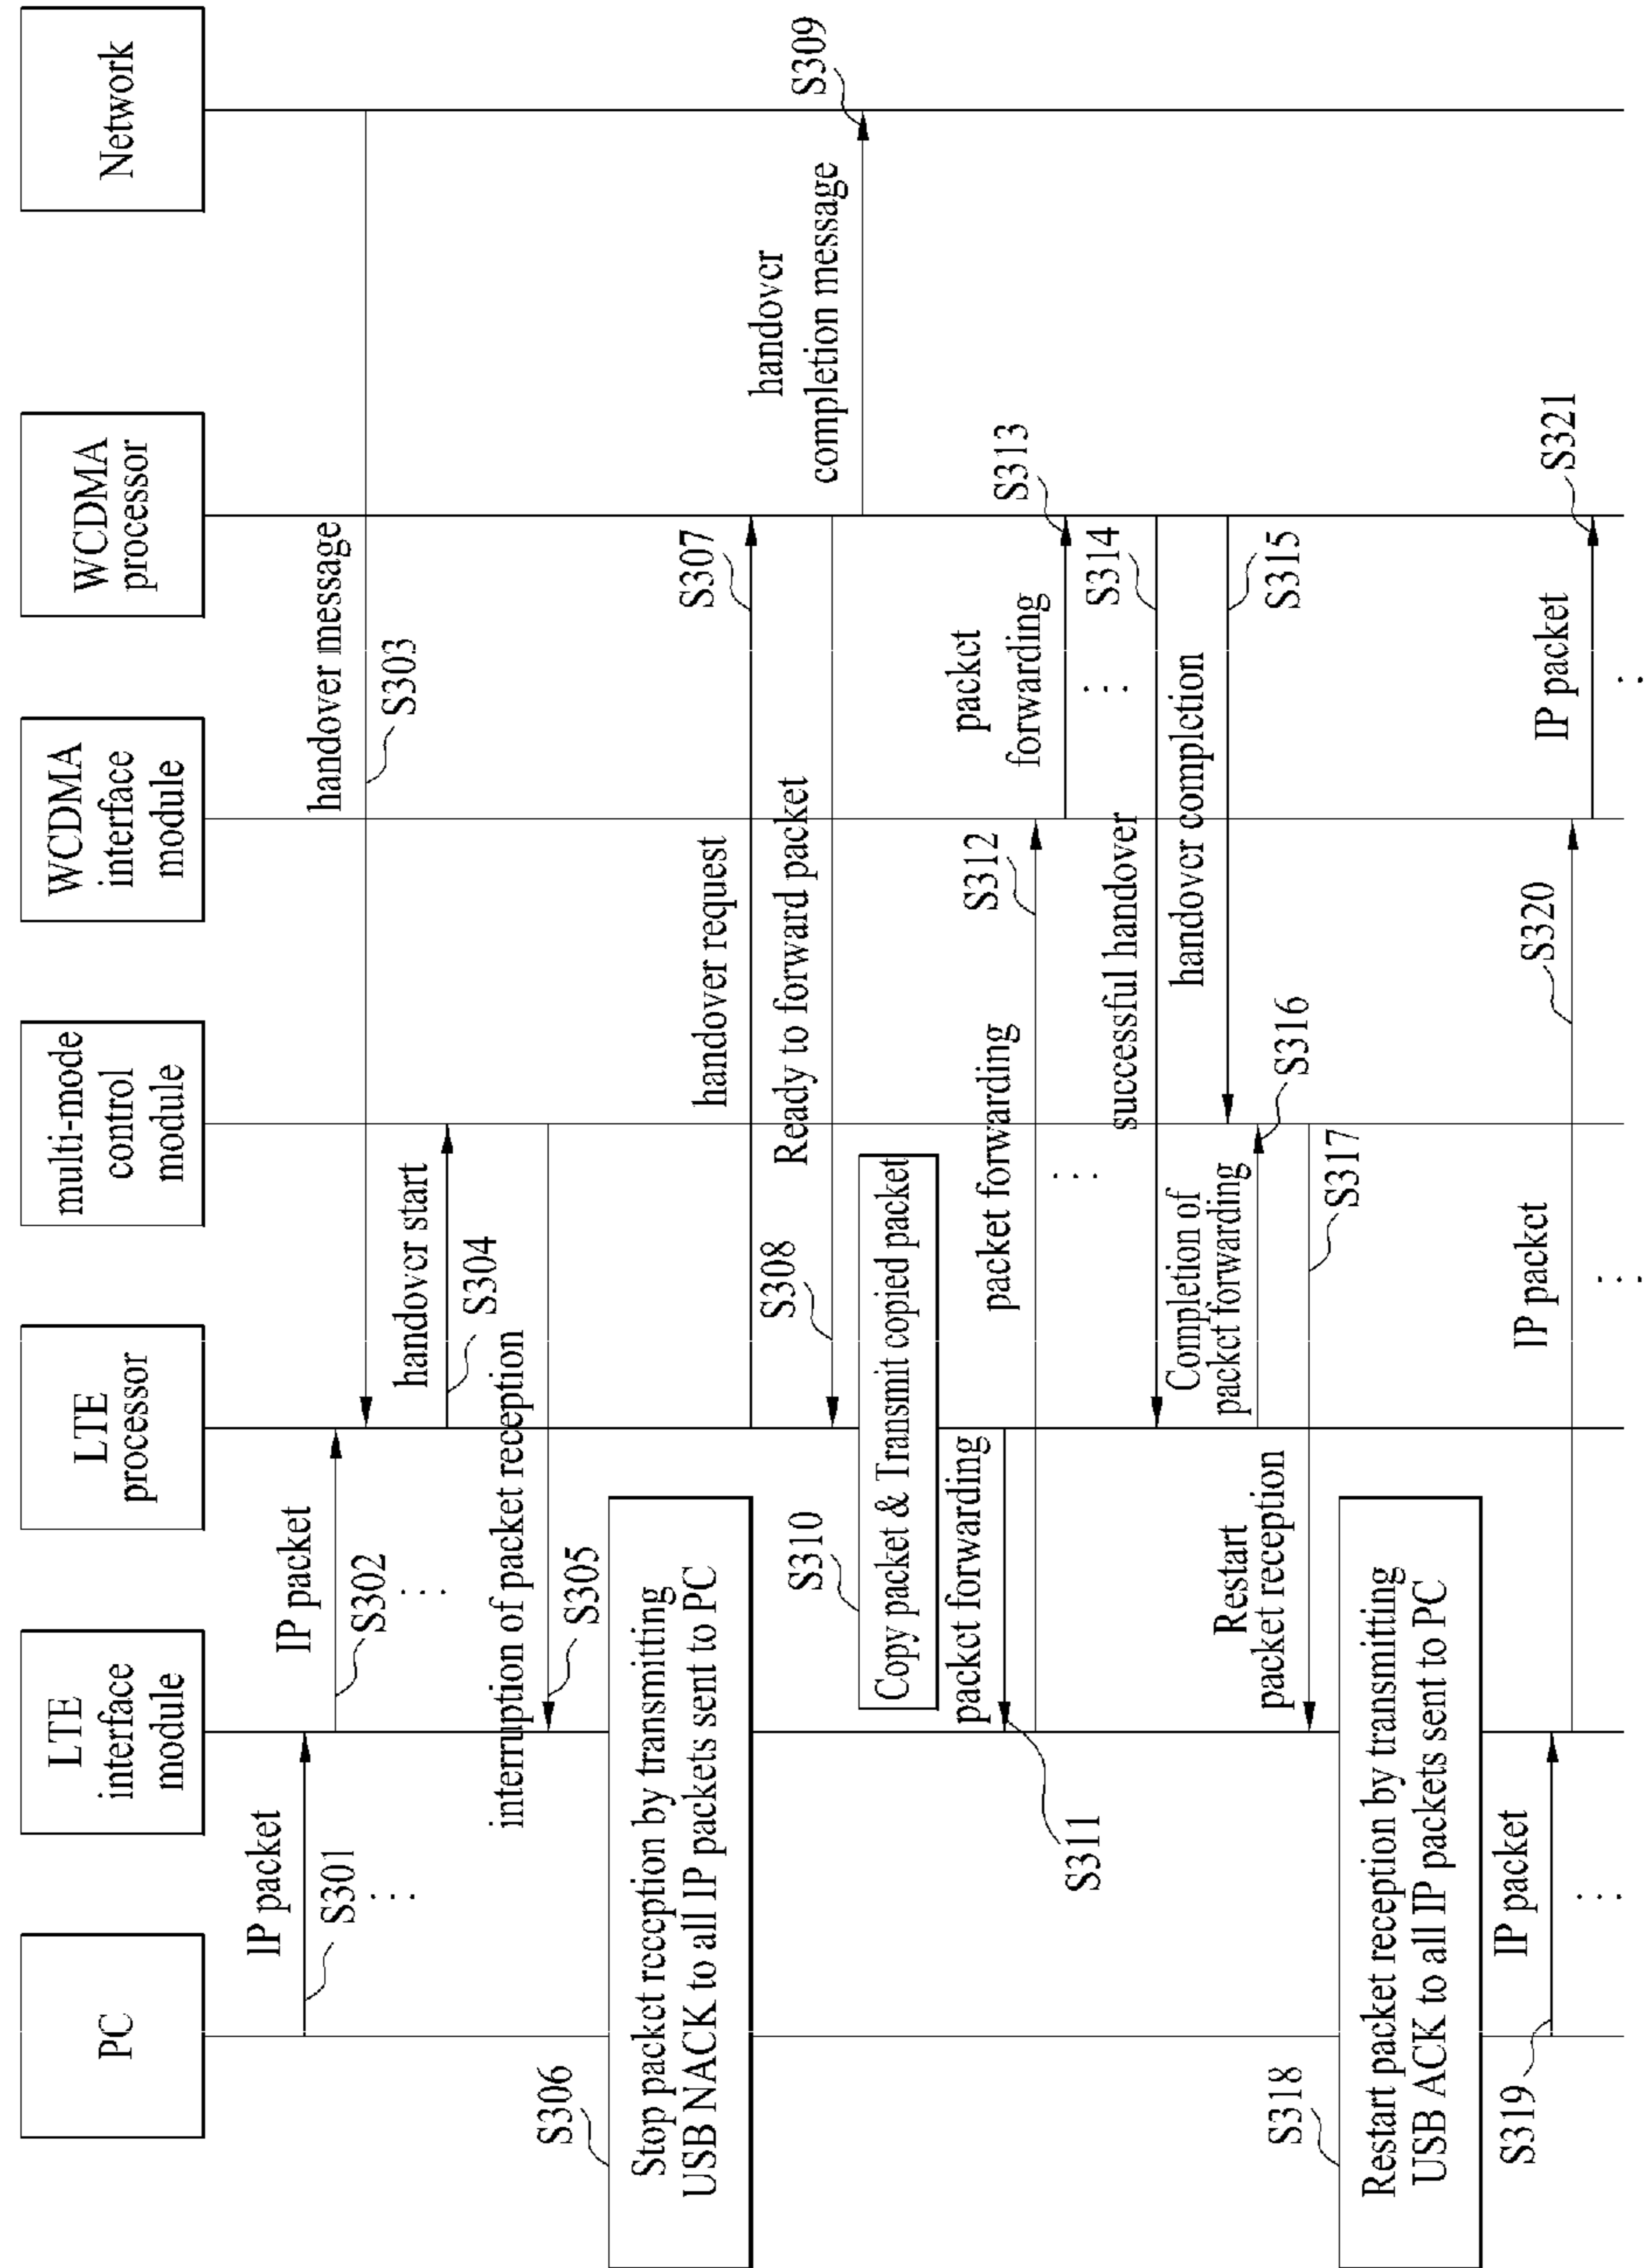 PC
LTE
interface
module
LTE
processor
multi-mode
control
module
WCDMA
interface
module
WCDMA
processor
Network
IP packet
S301
IP packet
S302
handover message
S303
handover start
S304
interruption of packet reception
S305
S306
Stop packet reception by transmitting
USB NACK to all IP packets sent to PC
handover request
S307
Ready to forward packet
S308
handover
completion message
S309
S310
Copy packet & Transmit copied packet
packet forwarding
S311
packet forwarding
S312
packet
forwarding
S313
successful handover
S314
handover completion
S315
Completion of
packet forwarding
S316
Restart
packet reception
S317
S318
Restart packet reception by transmitting
USB ACK to all IP packets sent to PC
IP packet
S319
IP packet
S320
IP packet
S321